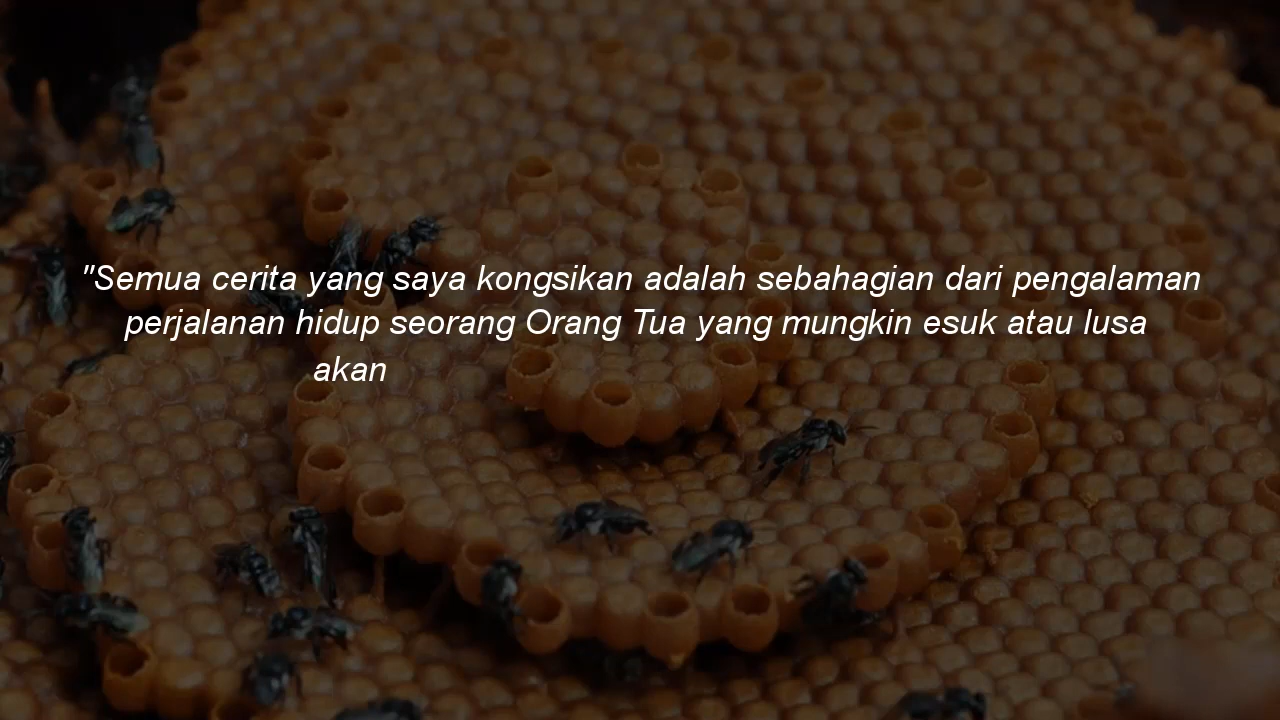 "Semua cerita yang saya kongsikan adalah sebahagian dari pengalaman
perjalanan hidup seorang Orang Tua yang mungkin esuk atau lusa
akan